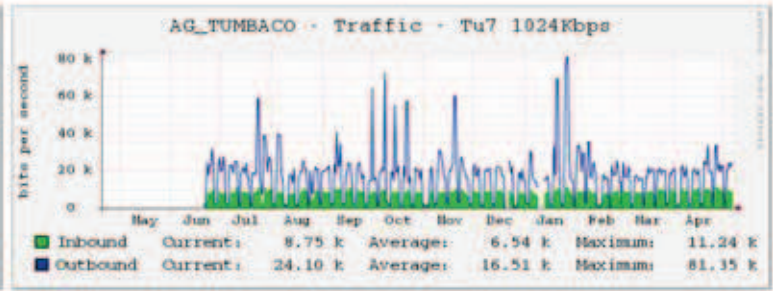 AG_TUMBACO - Traffic - Tu7 1024Kbps
bits per second
80 k
60 k
40 k
20 k
0
May Jun Jul Aug Sep Oct Nov Dec Jan Feb Mar Apr
Inbound Current: 8.75 k Average: 6.54 k Maximum: 11.24 k
Outbound Current: 24.10 k Average: 16.51 k Maximum: 81.35 k